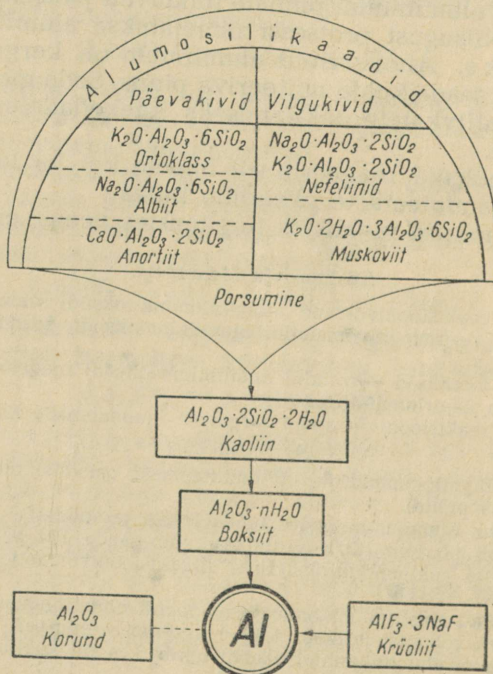 Alumosilikaadid
Päevakivid
K₂O·Al₂O₃·6SiO₂
Ortoklass
Na₂O·Al₂O₃·6SiO₂
Albiit
CaO·Al₂O₃·2SiO₂
Anortiit
Vilgukivid
Na₂O·Al₂O₃·2SiO₂
K₂O·Al₂O₃·2SiO₂
Nefeliinid
K₂O·2H₂O·3Al₂O₃·6SiO₂
Muskoviit
Porsumine
Al₂O₃·2SiO₂·2H₂O
Kaoliin
Al₂O₃·nH₂O
Boksiit
Al₂O₃
Korund
Al
AlF₃·3NaF
Krüoliit